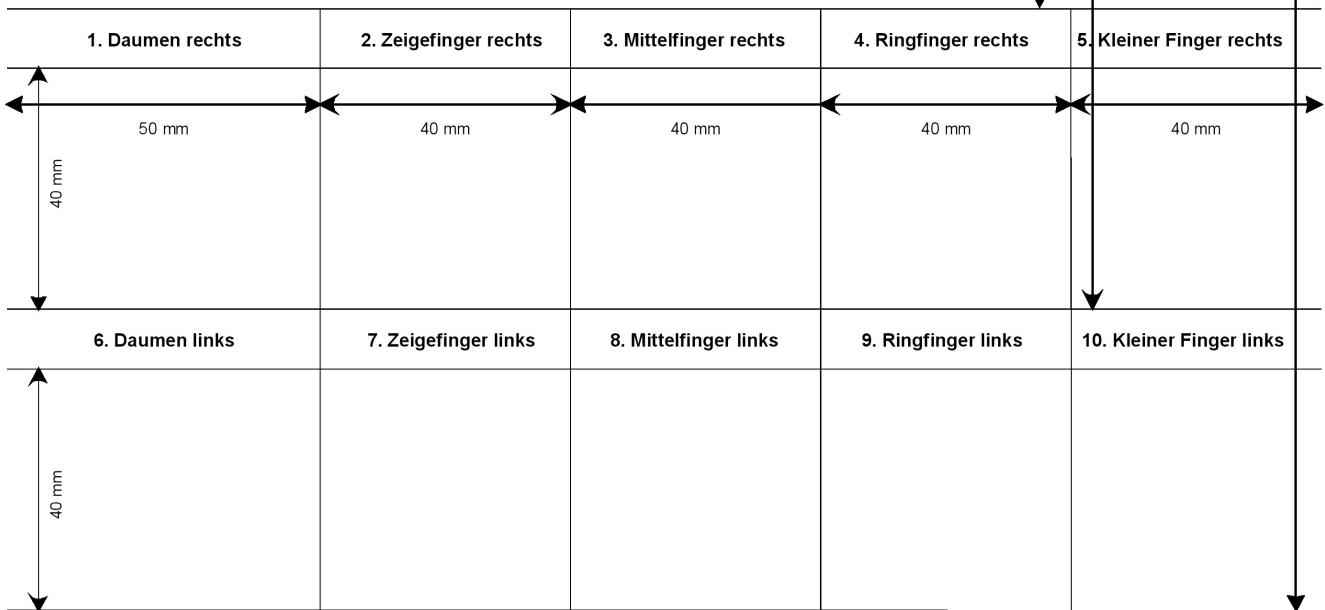 1. Daumen rechts 2. Zeigefinger rechts 3. Mittelfinger rechts 4. Ringfinger rechts 5. Kleiner Finger rechts
50 mm 40 mm 40 mm 40 mm 40 mm
40 mm
6. Daumen links 7. Zeigefinger links 8. Mittelfinger links 9. Ringfinger links 10. Kleiner Finger links
40 mm